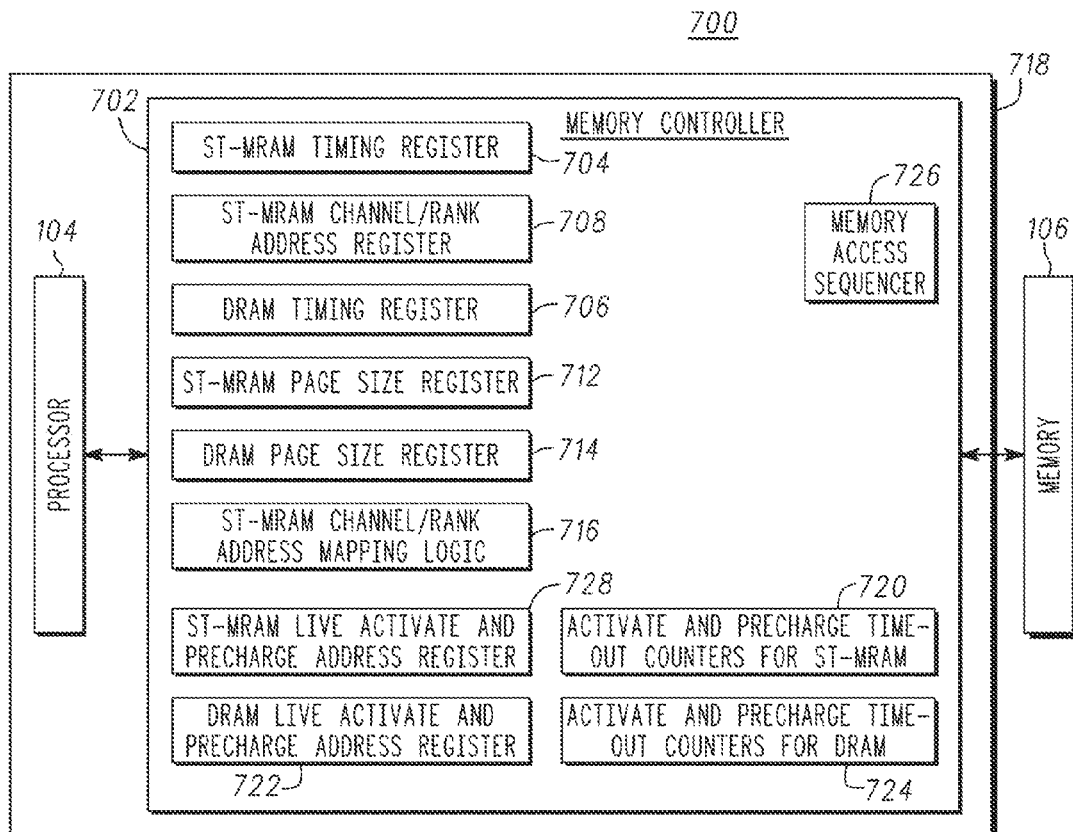 700
718
702
MEMORY CONTROLLER
ST-MRAM TIMING REGISTER
704
726
ST-MRAM CHANNEL/RANK
ADDRESS REGISTER
708
MEMORY
ACCESS
SEQUENCER
104
106
DRAM TIMING REGISTER
706
ST-MRAM PAGE SIZE REGISTER
712
PROCESSOR
MEMORY
DRAM PAGE SIZE REGISTER
714
ST-MRAM CHANNEL/RANK
ADDRESS MAPPING LOGIC
716
728
720
ST-MRAM LIVE ACTIVATE AND
PRECHARGE ADDRESS REGISTER
ACTIVATE AND PRECHARGE TIME-
OUT COUNTERS FOR ST-MRAM
DRAM LIVE ACTIVATE AND
PRECHARGE ADDRESS REGISTER
ACTIVATE AND PRECHARGE TIME-
OUT COUNTERS FOR DRAM
722
724